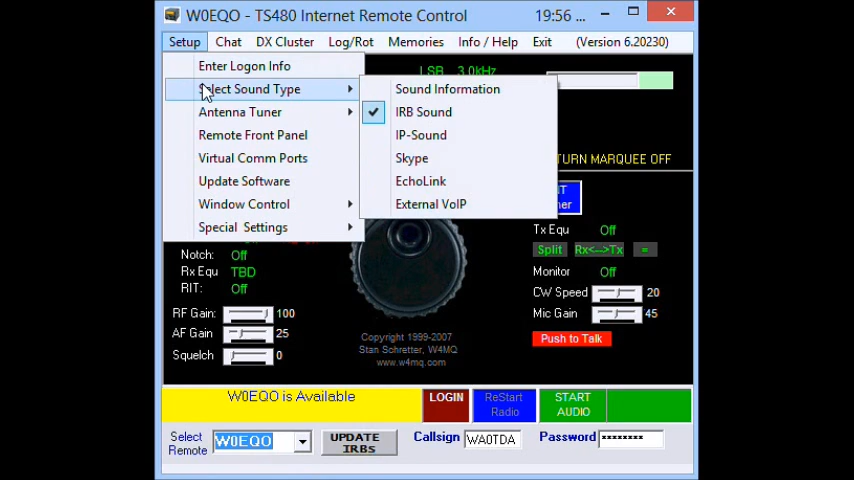 W0EQO - TS480 Internet Remote Control 19:56 ...
Setup Chat DX Cluster Log/Rot Memories Info / Help Exit (Version 6.20230)
Enter Logon Info
Select Sound Type
Antenna Tuner
Remote Front Panel
Virtual Comm Ports
Update Software
Window Control
Special Settings
Sound Information
IRB Sound
IP-Sound
Skype
EchoLink
External VoIP
LSB 3.0kHz
TURN MARQUEE OFF
Tx Equ Off
Split Rx<-->Tx =
Monitor Off
CW Speed 20
Mic Gain 45
Push to Talk
Notch: Off
Rx Equ TBD
RIT: Off
RF Gain: 100
AF Gain 25
Squelch 0
Copyright 1999-2007
Stan Schretter, W4MQ
www.w4mq.com
W0EQO is Available
LOGIN
ReStart
Radio
START
AUDIO
Select
Remote
W0EQO
UPDATE
IRBS
Callsign WA0TDA
Password ********